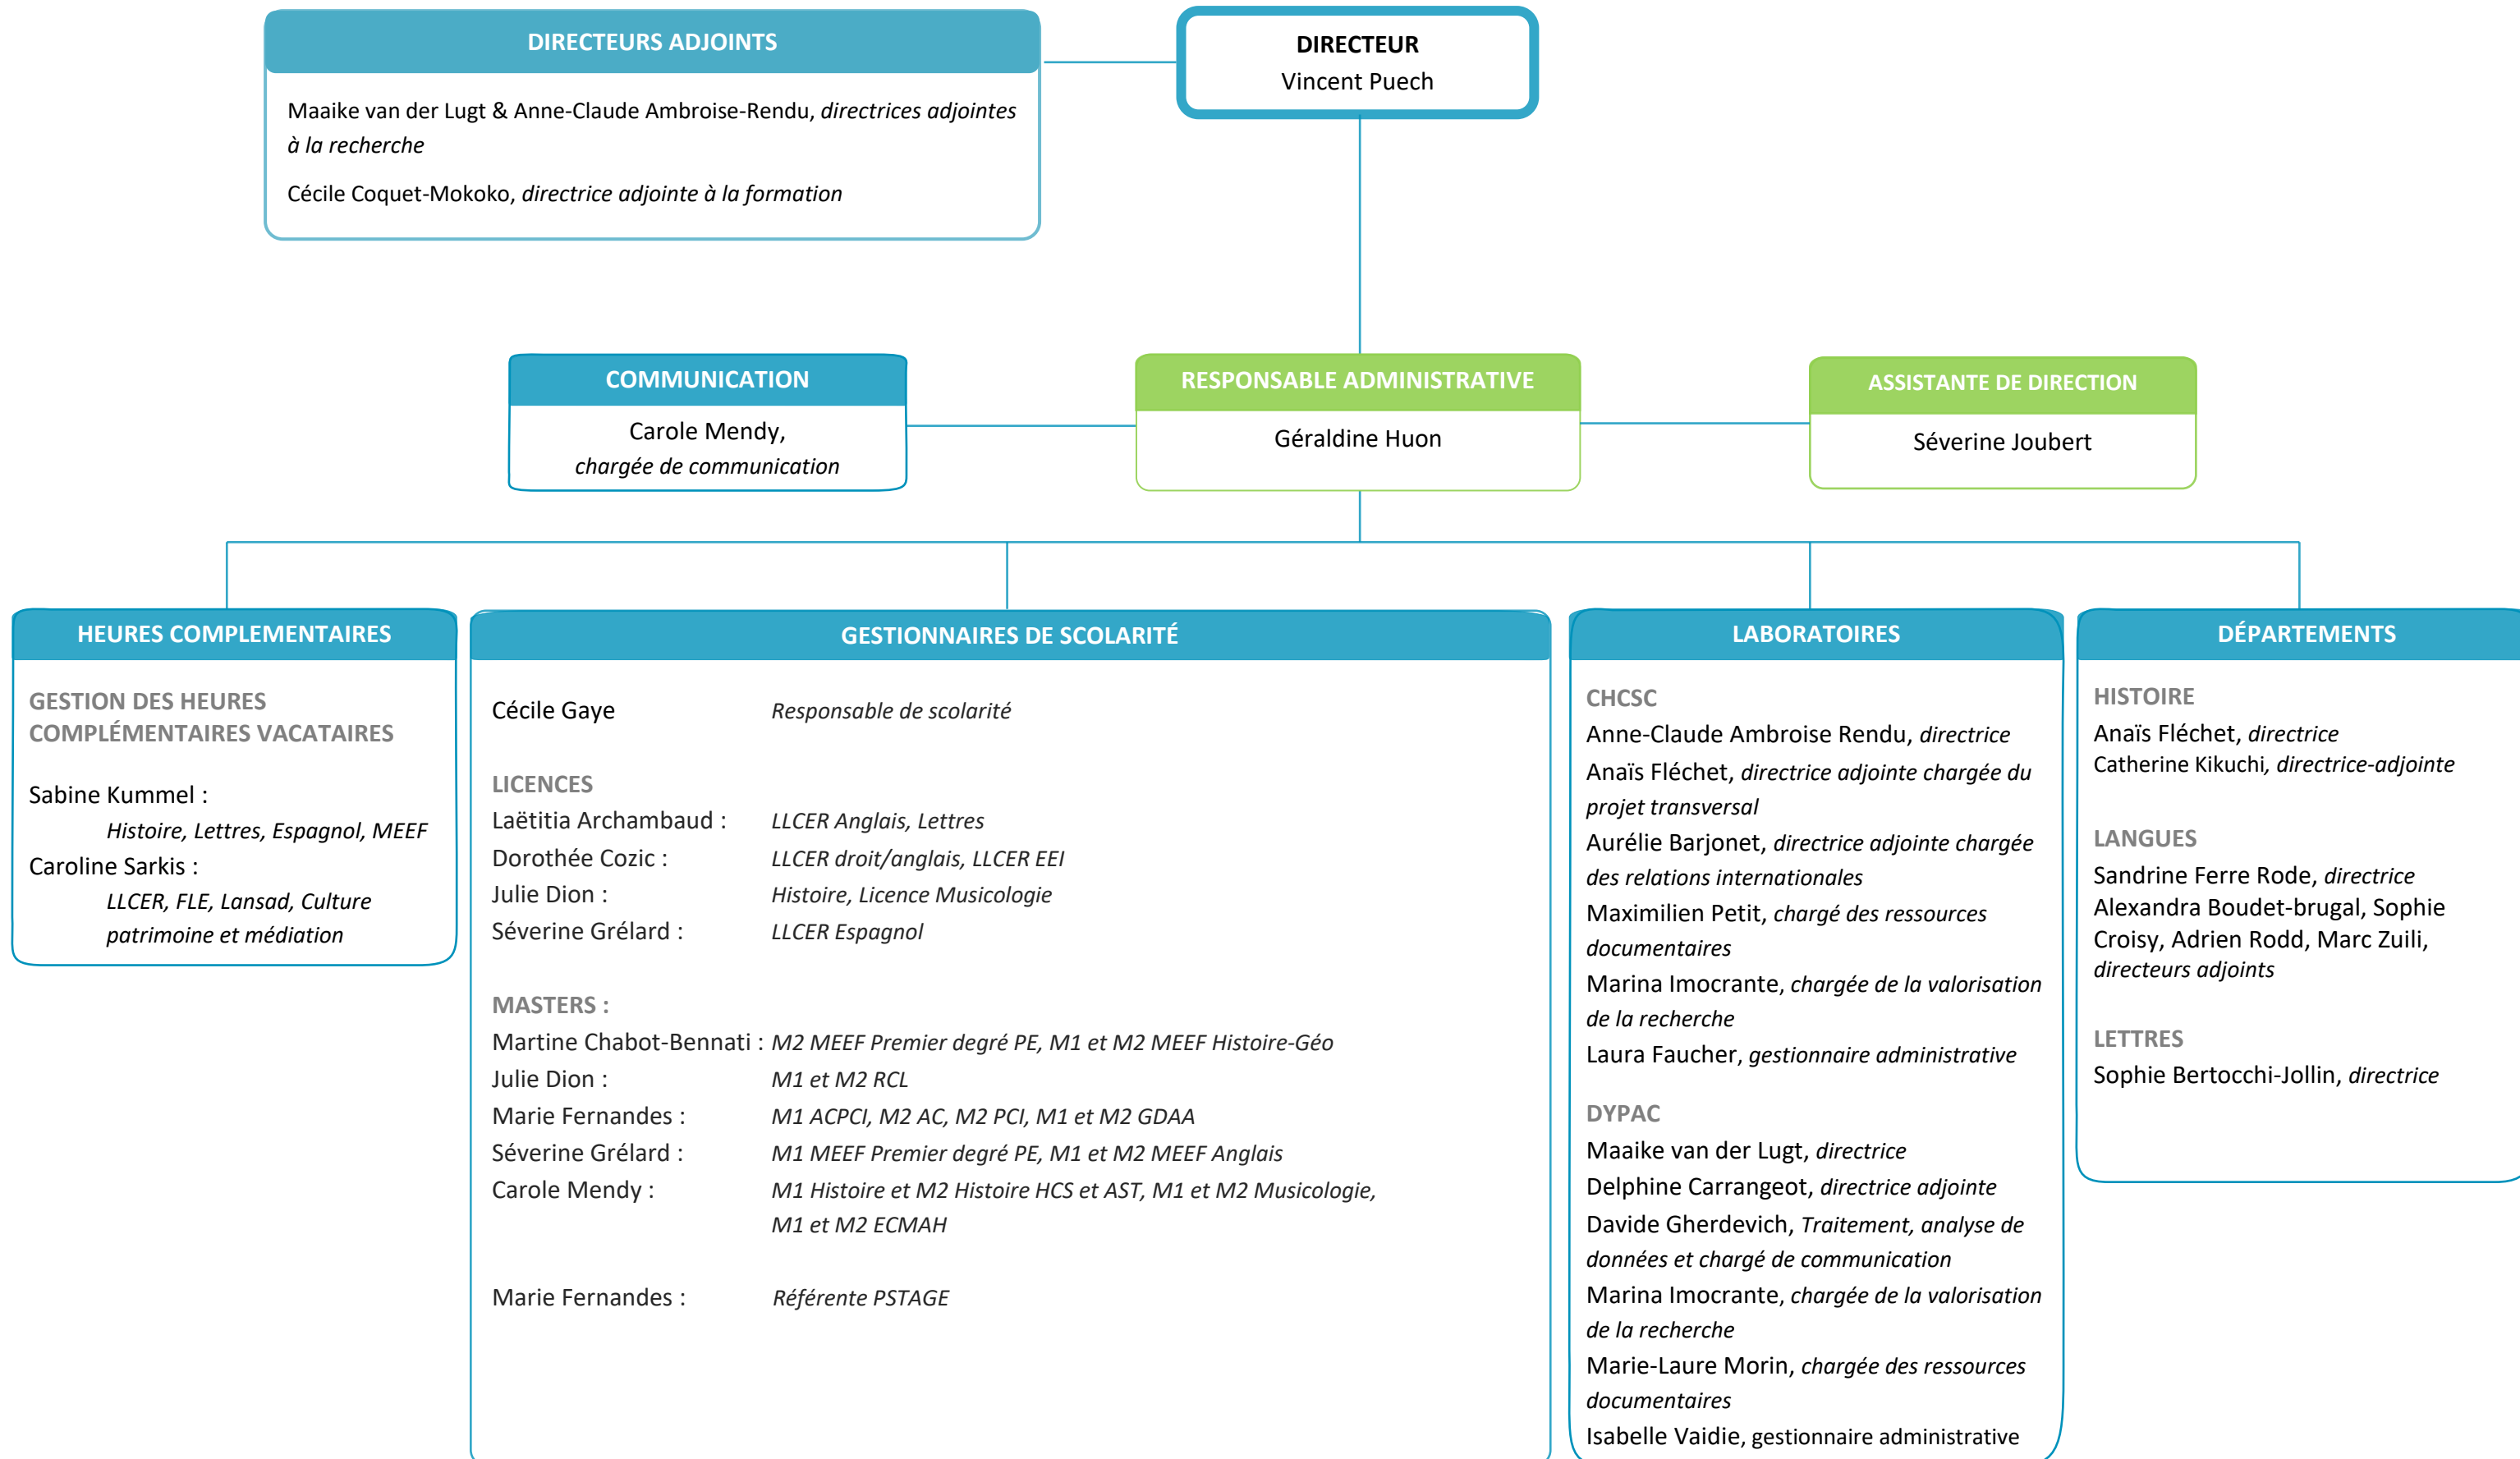 DIRECTEURS ADJOINTS
Maaike van der Lugt & Anne-Claude Ambroise-Rendu, directrices adjointes
à la recherche
Cécile Coquet-Mokoko, directrice adjointe à la formation
DIRECTEUR
Vincent Puech
COMMUNICATION
Carole Mendy,
chargée de communication
RESPONSABLE ADMINISTRATIVE
Géraldine Huon
ASSISTANTE DE DIRECTION
Séverine Joubert
HEURES COMPLEMENTAIRES
GESTION DES HEURES
COMPLÉMENTAIRES VACATAIRES
Sabine Kummel :
Histoire, Lettres, Espagnol, MEEF
Caroline Sarkis :
LLCER, FLE, Lansad, Culture
patrimoine et médiation
GESTIONNAIRES DE SCOLARITÉ
Cécile Gaye Responsable de scolarité
LICENCES
Laëtitia Archambaud : LLCER Anglais, Lettres
Dorothée Cozic : LLCER droit/anglais, LLCER EEI
Julie Dion : Histoire, Licence Musicologie
Séverine Grélard : LLCER Espagnol
MASTERS :
Martine Chabot-Bennati : M2 MEEF Premier degré PE, M1 et M2 MEEF Histoire-Géo
Julie Dion : M1 et M2 RCL
Marie Fernandes : M1 ACPCI, M2 AC, M2 PCI, M1 et M2 GDAA
Séverine Grélard : M1 MEEF Premier degré PE, M1 et M2 MEEF Anglais
Carole Mendy : M1 Histoire et M2 Histoire HCS et AST, M1 et M2 Musicologie,
M1 et M2 ECMAH
Marie Fernandes : Référente PSTAGE
LABORATOIRES
CHCSC
Anne-Claude Ambroise Rendu, directrice
Anaïs Fléchet, directrice adjointe chargée du
projet transversal
Aurélie Barjonet, directrice adjointe chargée
des relations internationales
Maximilien Petit, chargé des ressources
documentaires
Marina Imocrante, chargée de la valorisation
de la recherche
Laura Faucher, gestionnaire administrative
DYPAC
Maaike van der Lugt, directrice
Delphine Carrangeot, directrice adjointe
Davide Gherdevich, Traitement, analyse de
données et chargé de communication
Marina Imocrante, chargée de la valorisation
de la recherche
Marie-Laure Morin, chargée des ressources
documentaires
Isabelle Vaidie, gestionnaire administrative
DÉPARTEMENTS
HISTOIRE
Anaïs Fléchet, directrice
Catherine Kikuchi, directrice-adjointe
LANGUES
Sandrine Ferre Rode, directrice
Alexandra Boudet-brugal, Sophie
Croisy, Adrien Rodd, Marc Zuili,
directeurs adjoints
LETTRES
Sophie Bertocchi-Jollin, directrice